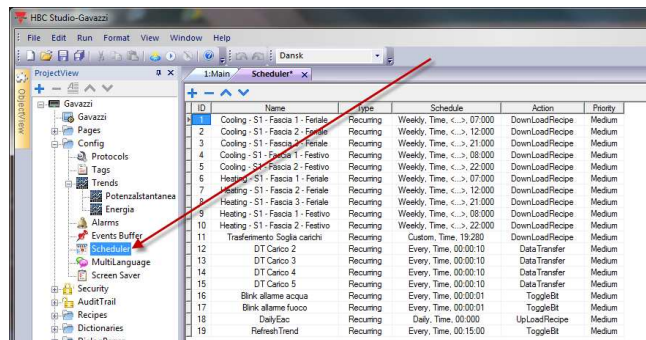 HBC Studio-Gavazzi
File Edit Run Format View Window Help
Dansk
ProjectView
ObjectView
1:Main Scheduler*
Gavazzi
Gavazzi
Pages
Config
Protocols
Tags
Trends
PotenzaIstantanea
Energia
Alarms
Events Buffer
Scheduler
MultiLanguage
Screen Saver
Security
AuditTrail
Recipes
Dictionaries
ID Name Type Schedule Action Priority
1 Cooling - S1 - Fascia 1 - Feriale Recurring Weekly, Time, <...>, 07:000 DownLoadRecipe Medium
2 Cooling - S1 - Fascia 2 - Feriale Recurring Weekly, Time, <...>, 12:000 DownLoadRecipe Medium
3 Cooling - S1 - Fascia 3 - Feriale Recurring Weekly, Time, <...>, 21:000 DownLoadRecipe Medium
4 Cooling - S1 - Fascia 1 - Festivo Recurring Weekly, Time, <...>, 08:000 DownLoadRecipe Medium
5 Cooling - S1 - Fascia 2 - Festivo Recurring Weekly, Time, <...>, 22:000 DownLoadRecipe Medium
6 Heating - S1 - Fascia 1 - Feriale Recurring Weekly, Time, <...>, 07:000 DownLoadRecipe Medium
7 Heating - S1 - Fascia 2 - Feriale Recurring Weekly, Time, <...>, 12:000 DownLoadRecipe Medium
8 Heating - S1 - Fascia 3 - Feriale Recurring Weekly, Time, <...>, 21:000 DownLoadRecipe Medium
9 Heating - S1 - Fascia 1 - Festivo Recurring Weekly, Time, <...>, 08:000 DownLoadRecipe Medium
10 Heating - S1 - Fascia 2 - Festivo Recurring Weekly, Time, <...>, 22:000 DownLoadRecipe Medium
11 Trasferimento Soglia carichi Recurring Custom, Time, 19:280 DownLoadRecipe Medium
12 DT Carico 2 Recurring Every, Time, 00:00:10 DataTransfer Medium
13 DT Carico 3 Recurring Every, Time, 00:00:10 DataTransfer Medium
14 DT Carico 4 Recurring Every, Time, 00:00:10 DataTransfer Medium
15 DT Carico 5 Recurring Every, Time, 00:00:10 DataTransfer Medium
16 Blink allarme acqua Recurring Every, Time, 00:00:01 ToggleBit Medium
17 Blink allarme fuoco Recurring Every, Time, 00:00:01 ToggleBit Medium
18 DailyEac Recurring Daily, Time, 00:000 UpLoadRecipe Medium
19 RefreshTrend Recurring Every, Time, 00:15:00 ToggleBit Medium